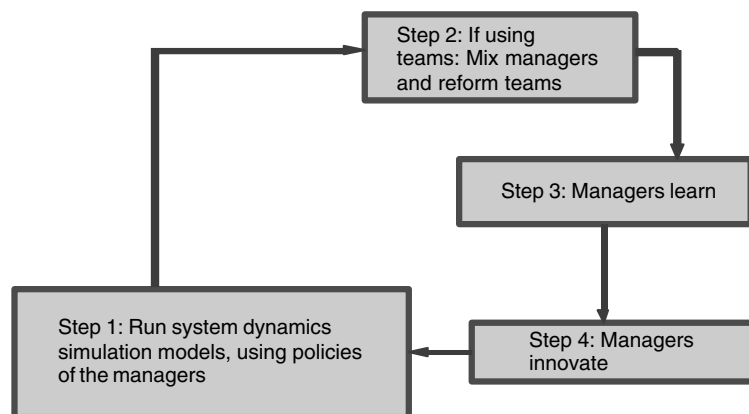 Step 2: If using
teams: Mix managers
and reform teams
Step 3: Managers learn
Step 1: Run system dynamics
simulation models, using policies
of the managers
Step 4: Managers
innovate